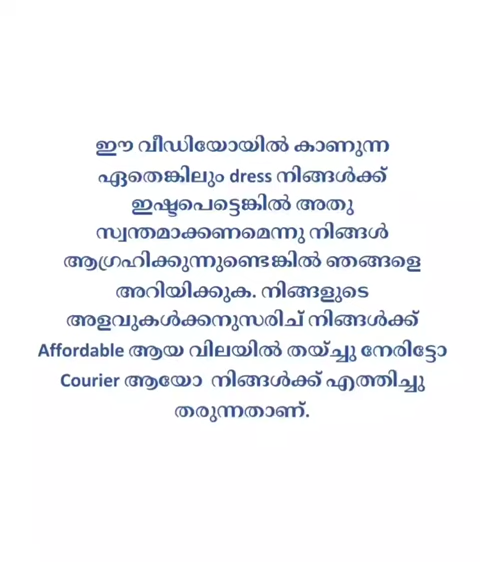 ഈ വീഡിയോയിൽ കാണുന്ന
ഏതെങ്കിലും dress നിങ്ങൾക്ക്
ഇഷ്ടപെട്ടെങ്കിൽ അതു
സ്വന്തമാക്കണമെന്നു നിങ്ങൾ
ആഗ്രഹിക്കുന്നുണ്ടെങ്കിൽ ഞങ്ങളെ
അറിയിക്കുക. നിങ്ങളുടെ
അളവുകൾക്കനുസരിച് നിങ്ങൾക്ക്
Affordable ആയ വിലയിൽ തയ്ച്ചു നേരിട്ടോ
Courier ആയോ നിങ്ങൾക്ക് എത്തിച്ചു
തരുന്നതാണ്.